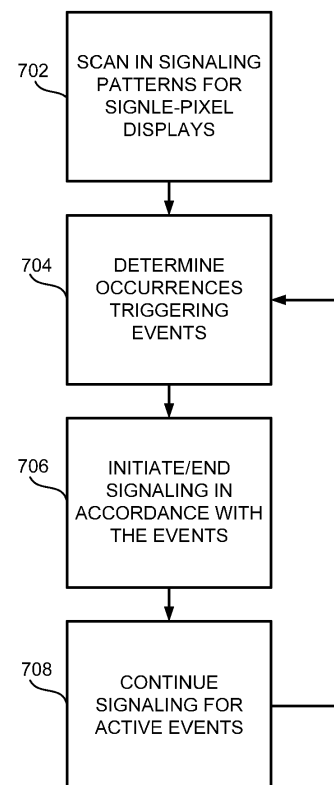 702
SCAN IN SIGNALING
PATTERNS FOR
SIGNLE-PIXEL
DISPLAYS
704
DETERMINE
OCCURRENCES
TRIGGERING
EVENTS
706
INITIATE/END
SIGNALING IN
ACCORDANCE WITH
THE EVENTS
708
CONTINUE
SIGNALING FOR
ACTIVE EVENTS